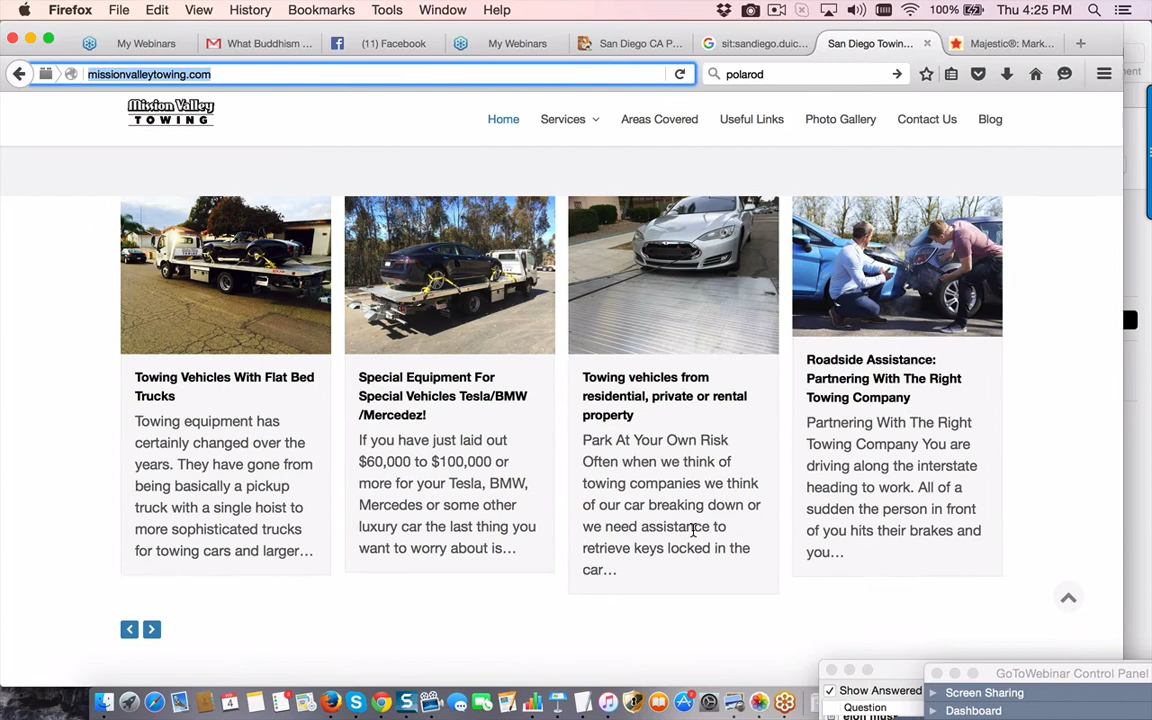 Firefox File Edit View History Bookmarks Tools Window Help 100% Thu 4:25 PM
My Webinars What Buddhism ... (11) Facebook My Webinars San Diego CA P... sit:sandiego.duic... San Diego Towin... Majestic®: Mark...
missionvalleytowing.com polarod
Mission Valley
TOWING
Home Services Areas Covered Useful Links Photo Gallery Contact Us Blog
Towing Vehicles With Flat Bed
Trucks
Towing equipment has
certainly changed over the
years. They have gone from
being basically a pickup
truck with a single hoist to
more sophisticated trucks
for towing cars and larger...
Special Equipment For
Special Vehicles Tesla/BMW
/Mercedez!
If you have just laid out
$60,000 to $100,000 or
more for your Tesla, BMW,
Mercedes or some other
luxury car the last thing you
want to worry about is...
Towing vehicles from
residential, private or rental
property
Park At Your Own Risk
Often when we think of
towing companies we think
of our car breaking down or
we need assistance to
retrieve keys locked in the
car...
Roadside Assistance:
Partnering With The Right
Towing Company
Partnering With The Right
Towing Company You are
driving along the interstate
heading to work. All of a
sudden the person in front
of you hits their brakes and
you...
GoToWebinar Control Panel
Show Answered
Screen Sharing
Question
Dashboard